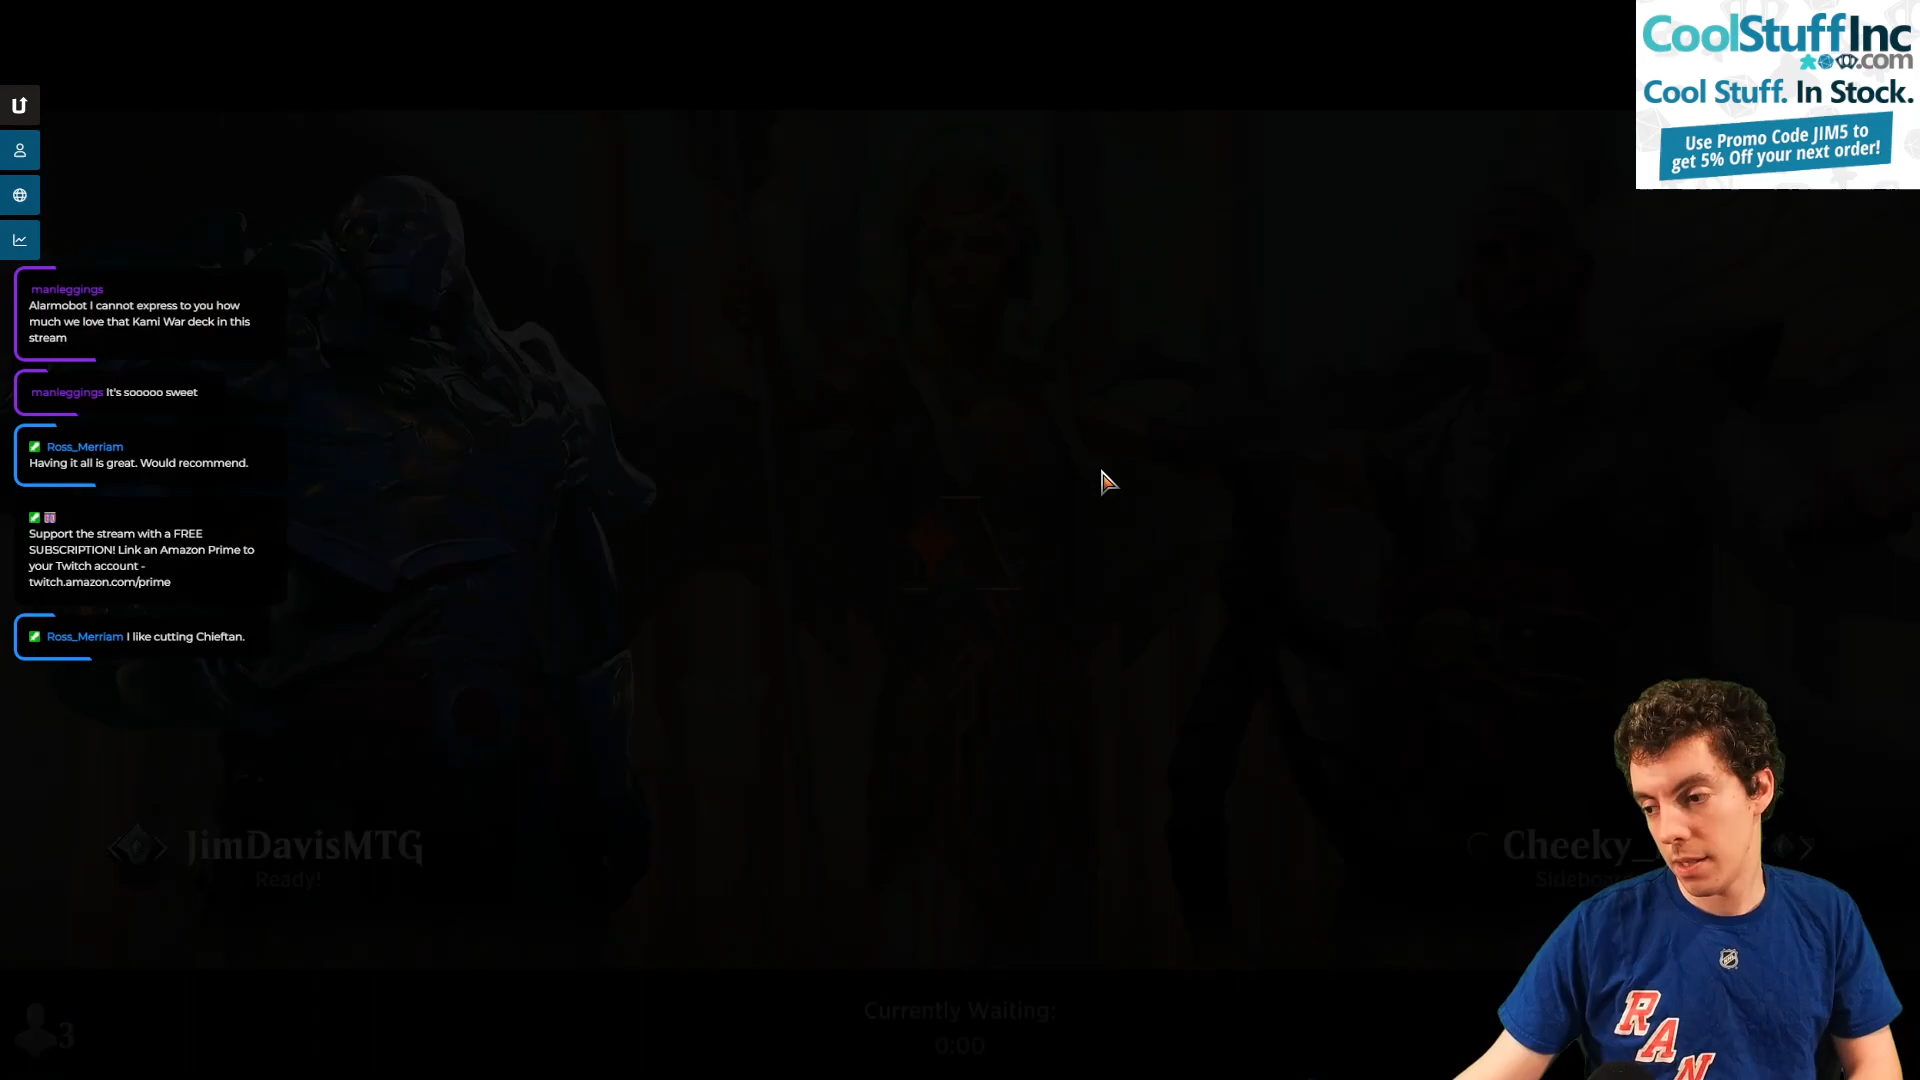 CoolStuffInc
.com
Cool Stuff. In Stock.
Use Promo Code JIM5 to
get 5% Off your next order!
manleggings
Alarmobot I cannot express to you how
much we love that Kami War deck in this
stream
manleggings It's sooooo sweet
Ross_Merriam
Having it all is great. Would recommend.
Support the stream with a FREE
SUBSCRIPTION! Link an Amazon Prime to
your Twitch account -
twitch.amazon.com/prime
Ross_Merriam I like cutting Chieftan.
JimDavisMTG
Ready!
Cheeky_
Currently Waiting:
0:00
3
RAN